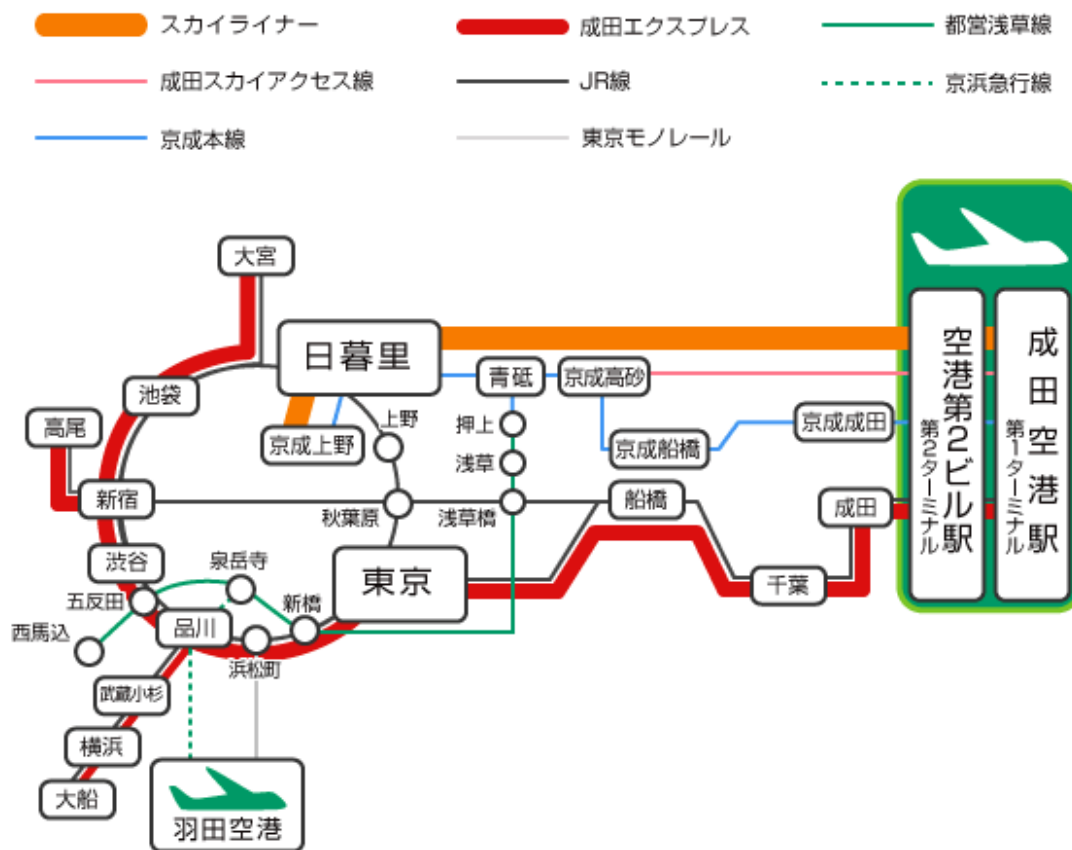 スカイライナー
成田エクスプレス
都営浅草線
成田スカイアクセス線
JR線
京浜急行線
京成本線
東京モノレール
大宮
日暮里
青砥
京成高砂
池袋
高尾
京成上野
上野
押上
浅草
京成船橋
京成成田
新宿
秋葉原
浅草橋
船橋
成田
空港第2ビル駅
第2ターミナル
成田空港駅
第1ターミナル
渋谷
泉岳寺
東京
千葉
五反田
新橋
西馬込
品川
浜松町
武蔵小杉
横浜
大船
羽田空港